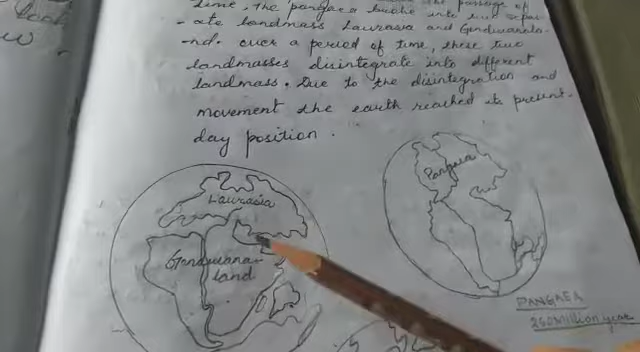 time, the pangaea broke into two separ-
-ate landmass Laurasia and Gondwanala-
-nd. over a period of time, these two
landmasses disintegrate into different
landmass. Due to the disintegration and
movement the earth reached its present-
day position.
Laurasia
Gondwana-
land
Pangaea
PANGAEA
250 Million year